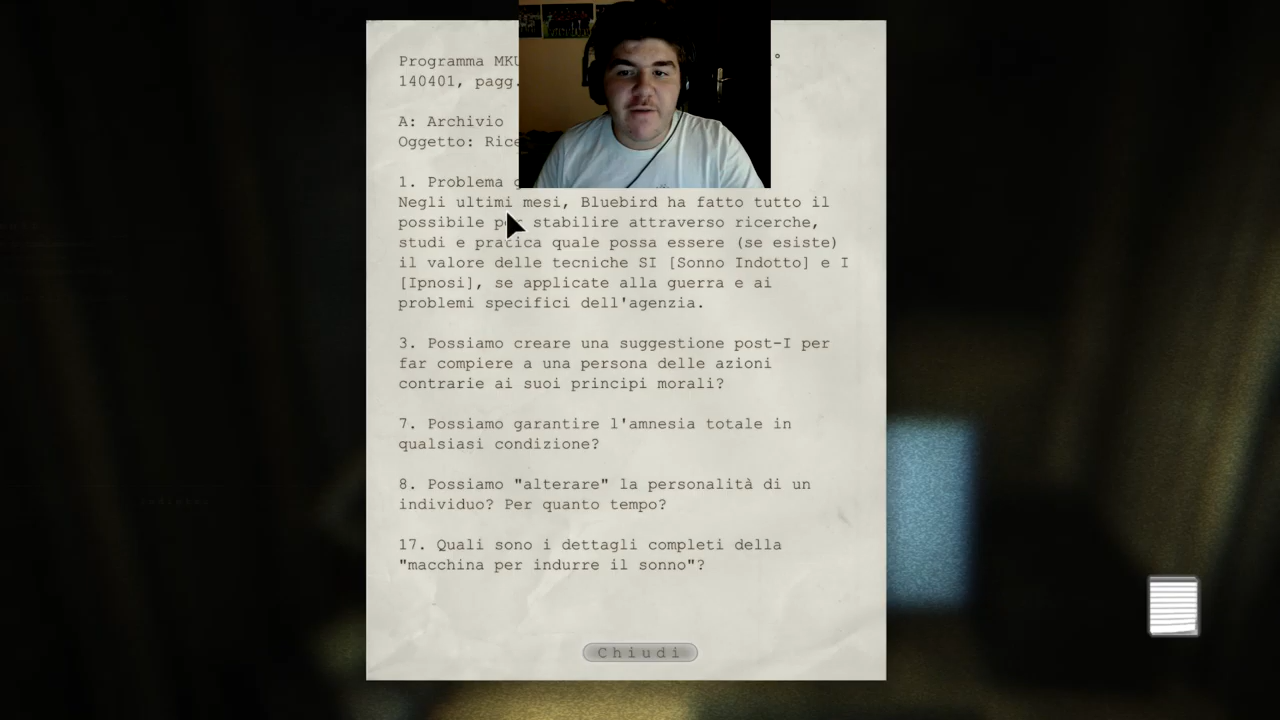 Programma MKU °
140401, pagg.
A: Archivio
Oggetto: Rice
1. Problema g
Negli ultimi mesi, Bluebird ha fatto tutto il
possibile per stabilire attraverso ricerche,
studi e pratica quale possa essere (se esiste)
il valore delle tecniche SI [Sonno Indotto] e I
[Ipnosi], se applicate alla guerra e ai
problemi specifici dell'agenzia.
3. Possiamo creare una suggestione post-I per
far compiere a una persona delle azioni
contrarie ai suoi principi morali?
7. Possiamo garantire l'amnesia totale in
qualsiasi condizione?
8. Possiamo "alterare" la personalità di un
individuo? Per quanto tempo?
17. Quali sono i dettagli completi della
"macchina per indurre il sonno"?
Chiudi